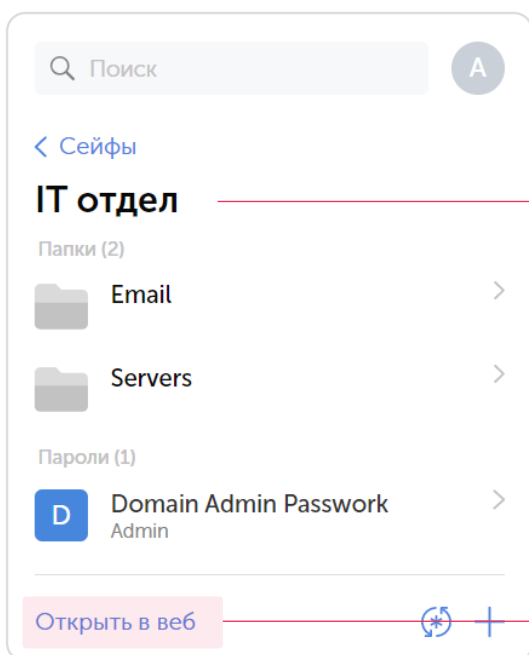 Поиск
A
Сейфы
IT отдел
Папки (2)
Email
Servers
Пароли (1)
D
Domain Admin Passwork
Admin
Открыть в веб